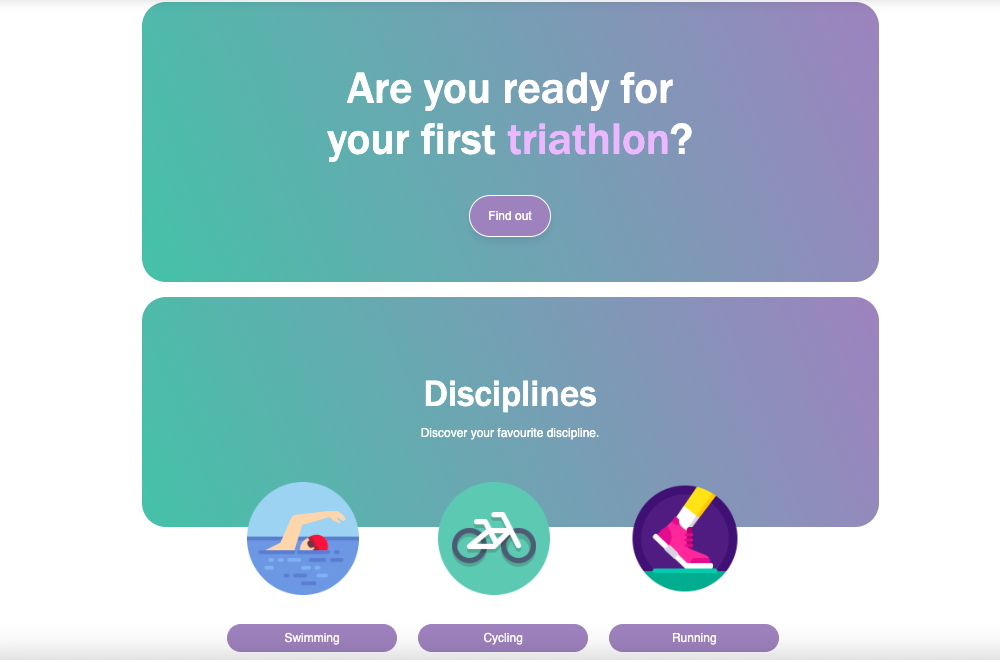 Are you ready for
your first triathlon?
Find out
Disciplines
Discover your favourite discipline.
Swimming
Cycling
Running